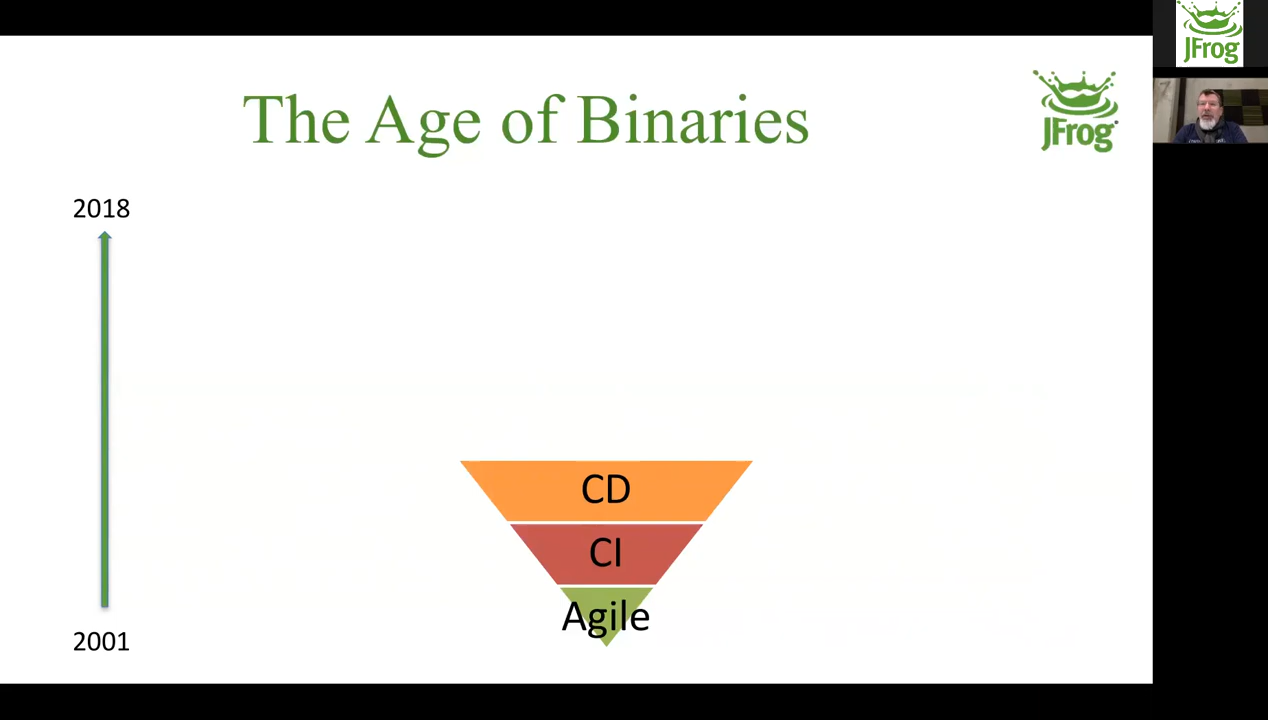 The Age of Binaries
JFrog
JFrog
2018
CD
CI
Agile
2001